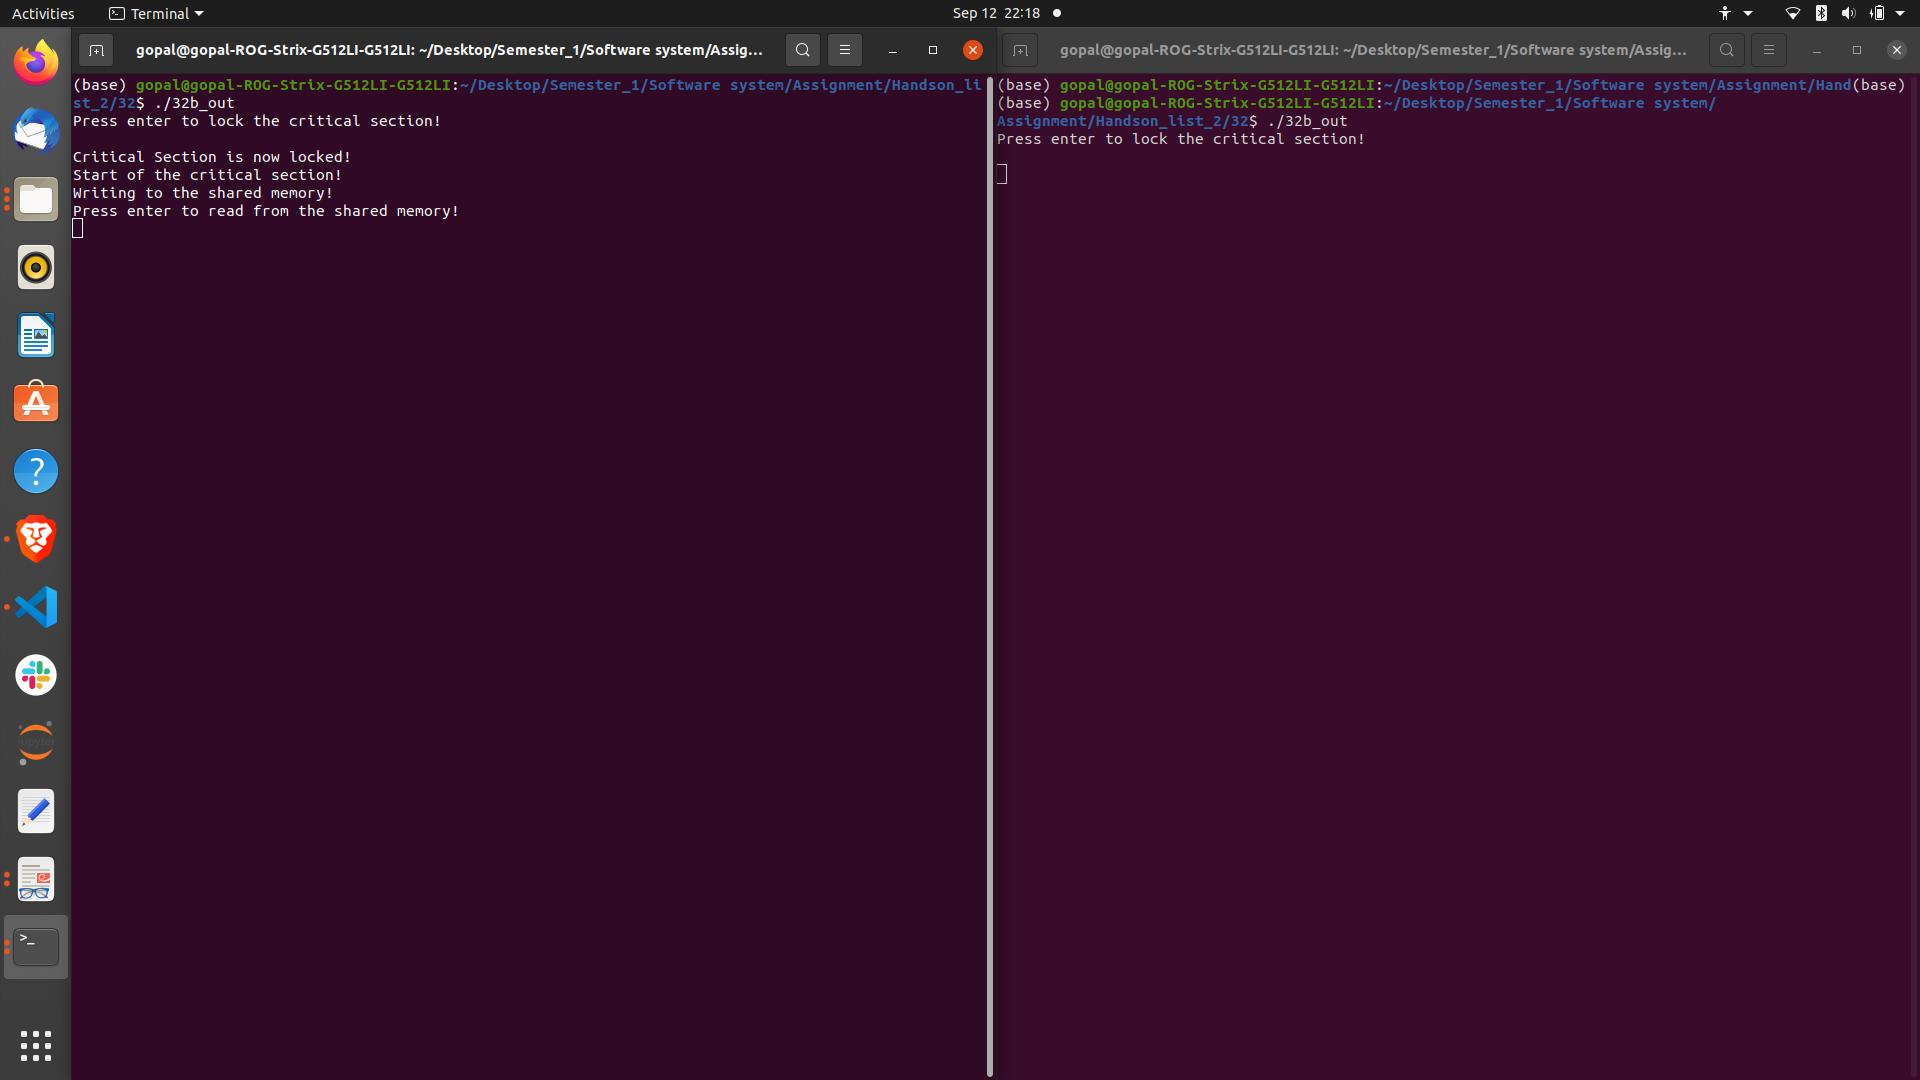 Activities
Terminal
Sep 12 22:18
gopal@gopal-ROG-Strix-G512LI-G512LI: ~/Desktop/Semester_1/Software system/Assig...
(base) gopal@gopal-ROG-Strix-G512LI-G512LI:~/Desktop/Semester_1/Software system/Assignment/Handson_li
st_2/32$ ./32b_out
Press enter to lock the critical section!
Critical Section is now locked!
Start of the critical section!
Writing to the shared memory!
Press enter to read from the shared memory!
gopal@gopal-ROG-Strix-G512LI-G512LI: ~/Desktop/Semester_1/Software system/Assig...
(base) gopal@gopal-ROG-Strix-G512LI-G512LI:~/Desktop/Semester_1/Software system/Assignment/Hand(base)
(base) gopal@gopal-ROG-Strix-G512LI-G512LI:~/Desktop/Semester_1/Software system/
Assignment/Handson_list_2/32$ ./32b_out
Press enter to lock the critical section!